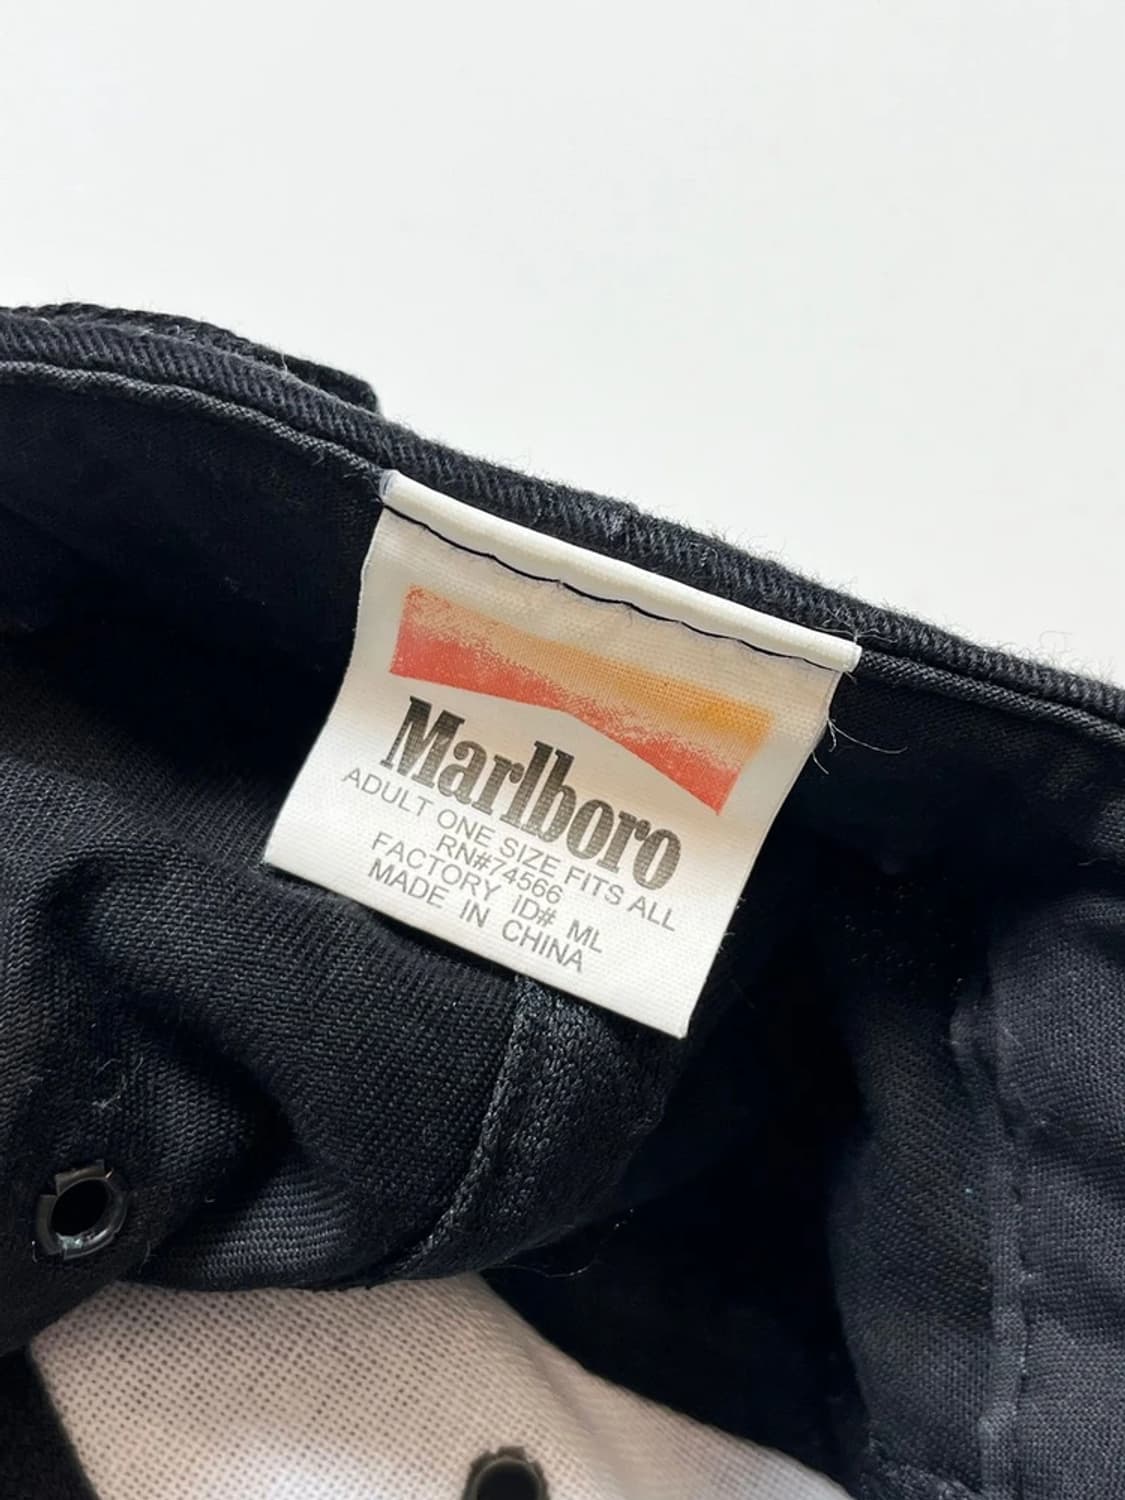 Marlboro
ADULT ONE SIZE FITS ALL
RN#74566
FACTORY ID# ML
MADE IN CHINA